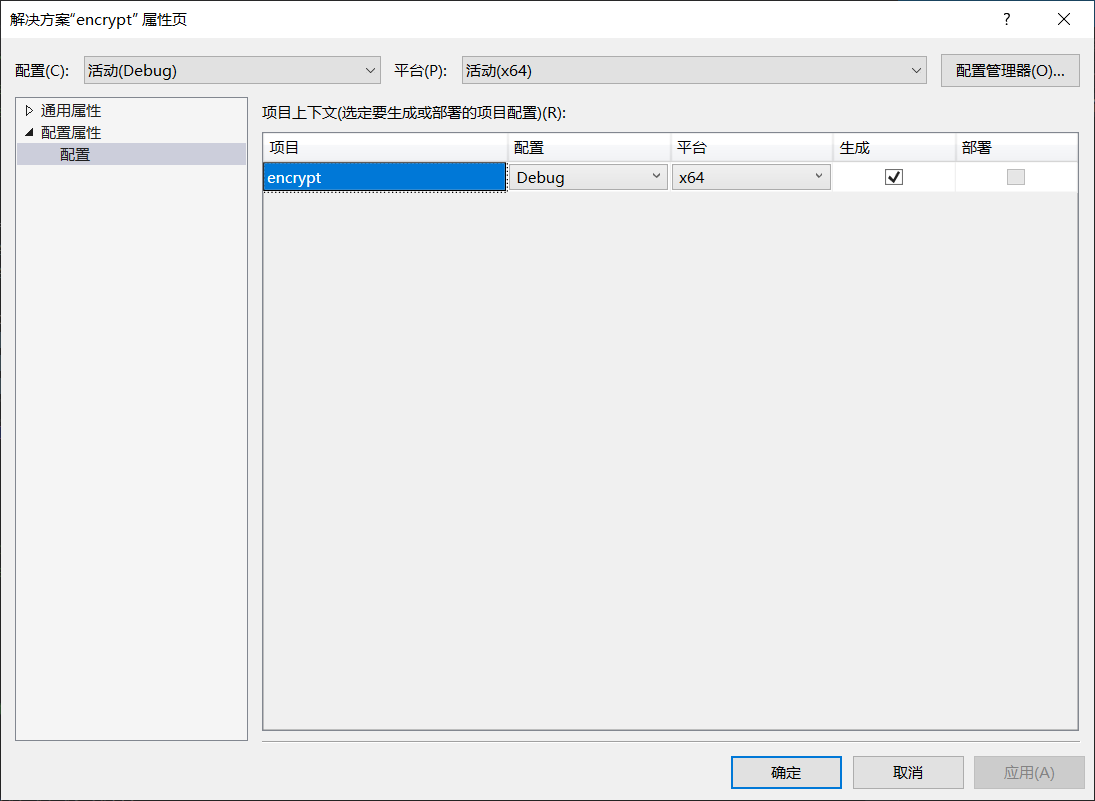 解决方案“encrypt” 属性页
?
配置(C):
活动(Debug)
平台(P):
活动(x64)
配置管理器(O)...
通用属性
配置属性
配置
项目上下文(选定要生成或部署的项目配置)(R):
项目 配置 平台 生成 部署
encrypt Debug x64
确定
取消
应用(A)